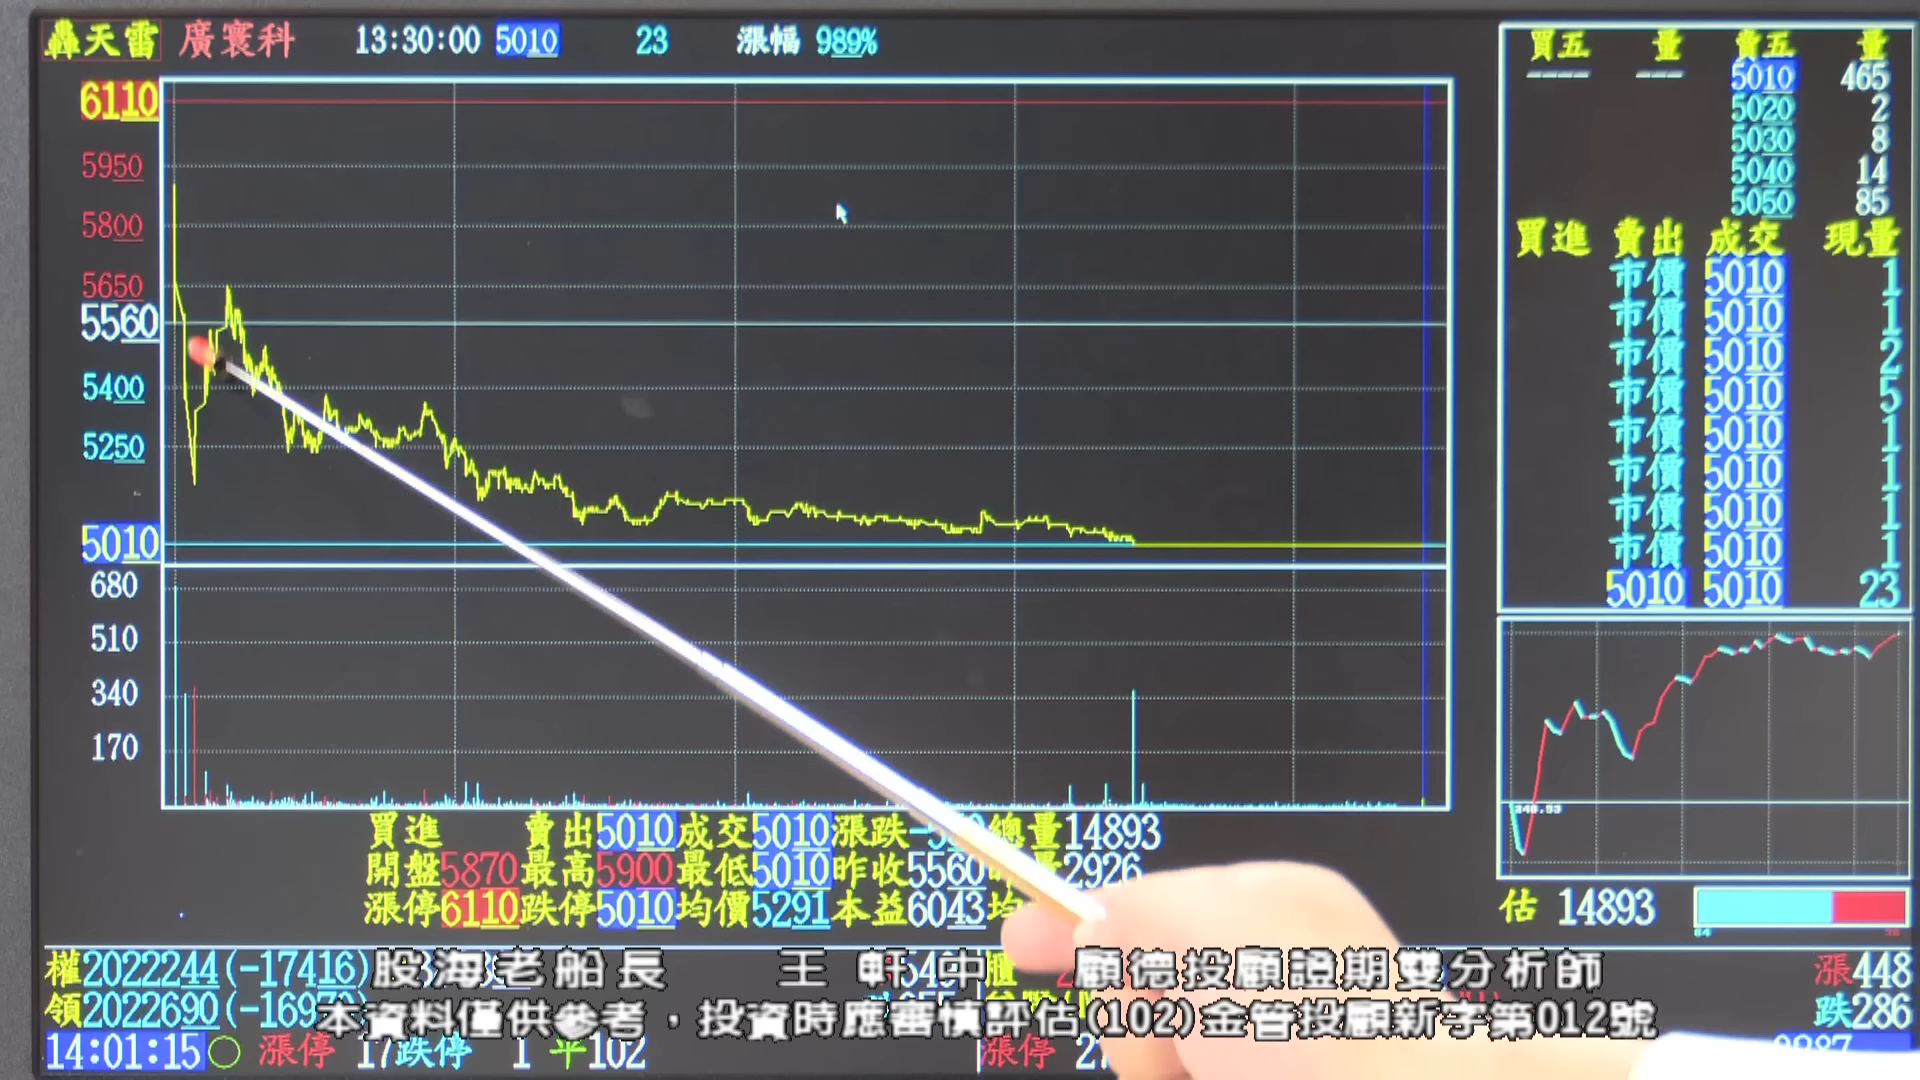 轟天雷 廣寰科 13:30:00 5010 23 漲幅 989%
6110
5950
5800
5650
5560
5400
5250
5010
680
510
340
170
買五 量 賣五 量
---- --- 5010 465
5020 2
5030 8
5040 14
5050 85
買進 賣出 成交 現量
市價 5010 1
市價 5010 1
市價 5010 2
市價 5010 5
市價 5010 1
市價 5010 1
市價 5010 1
市價 5010 1
5010 5010 23
248.53
估 14893
64 36
買進 賣出5010成交5010漲跌 總量14893
開盤5870最高5900最低5010昨收5560 2926
漲停6110跌停5010均價5291本益6043均
權2022244(-17416) 漲448
領2022690 跌286
股海老船長 王軒中 顧德投顧證期雙分析師
本資料僅供參考，投資時應審慎評估(102)金管投顧新字第012號
14:01:15 漲停 17跌停 1 平102 漲停